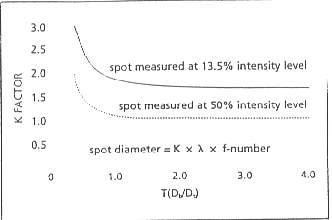 3.0
2.5
spot measured at 13.5% intensity level
2.0
K FACTOR
1.5
spot measured at 50% intensity level
1.0
0.5
spot diameter = K × λ × f-number
0
1.0
2.0
3.0
4.0
T(Db/Dt)